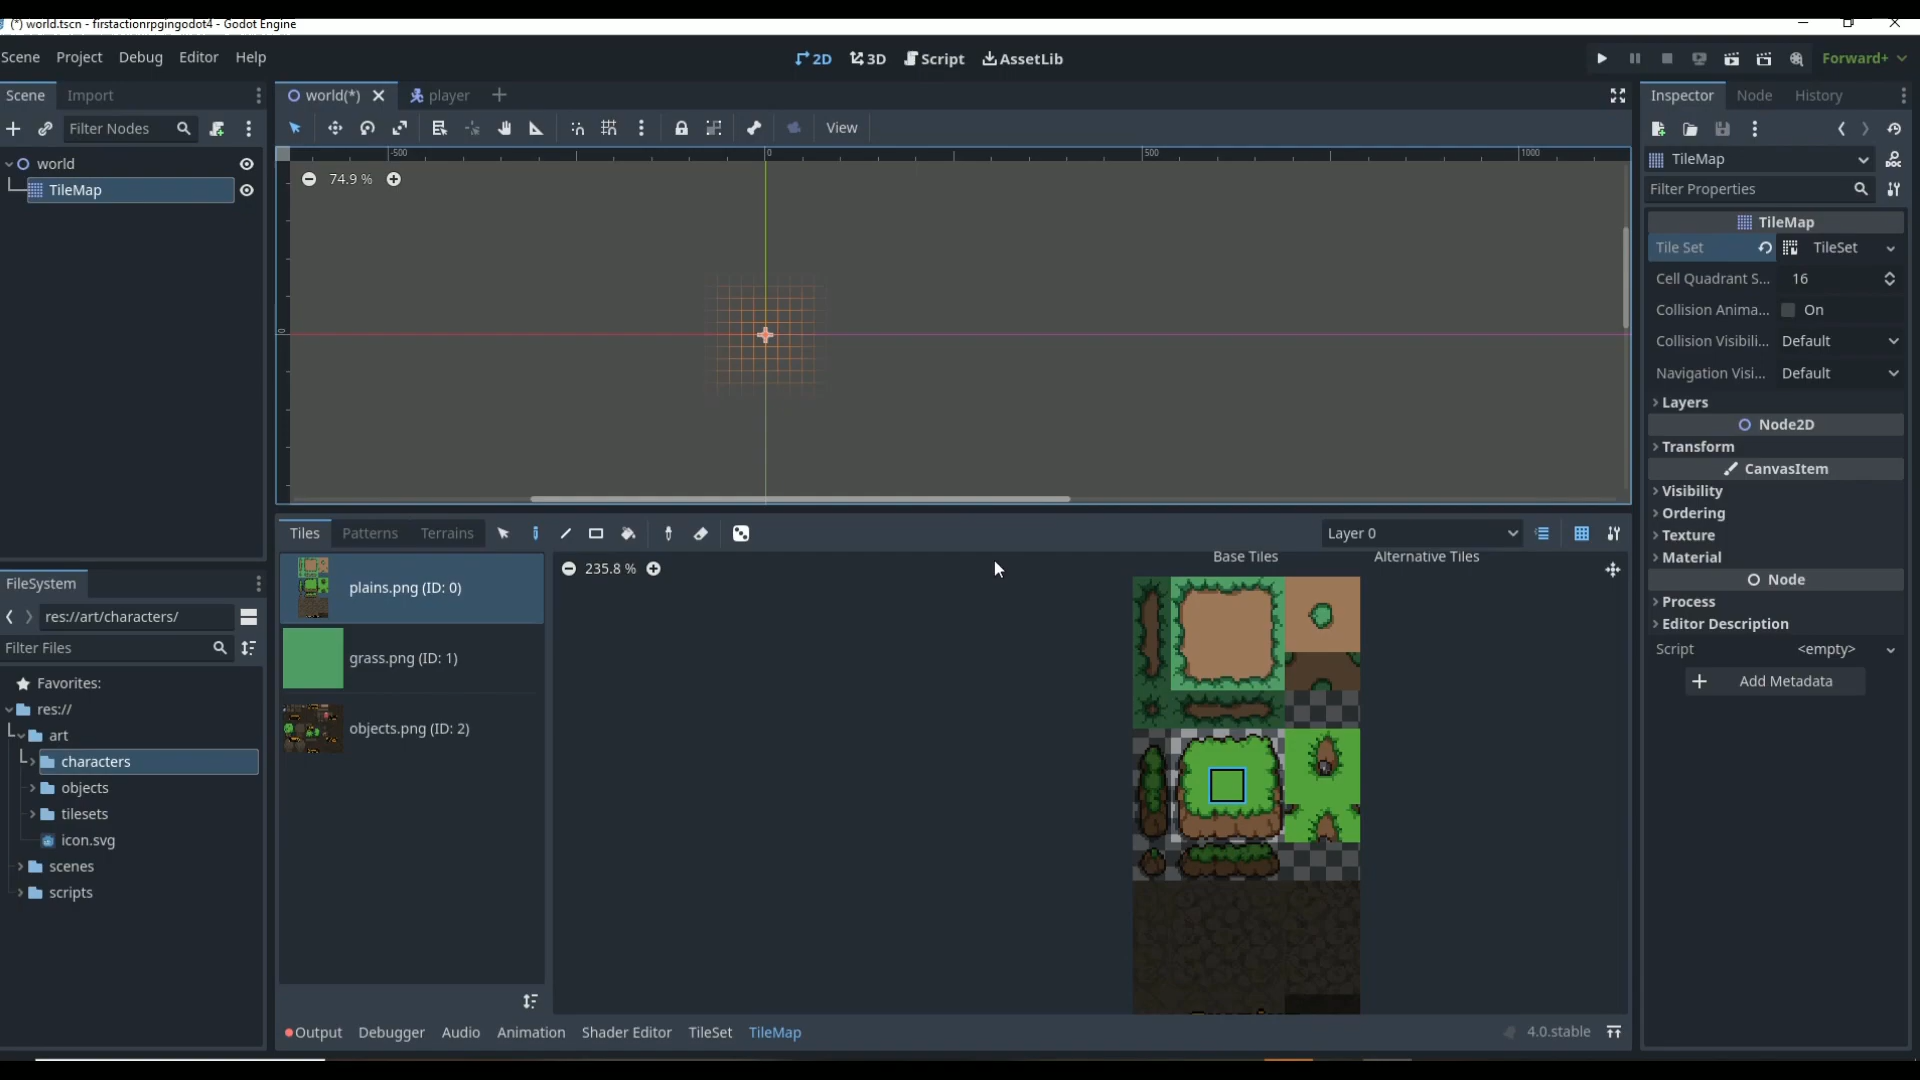 (*) world.tscn - firstactionrpgingodot4 - Godot Engine
Scene Project Debug Editor Help
2D 3D Script AssetLib
Forward+
Scene Import
world(*) player
Inspector Node History
Filter Nodes
View
-500 0 500 1000
world
TileMap
74.9 %
0
TileMap
Filter Properties
TileMap
Tile Set TileSet
Cell Quadrant S... 16
Collision Anima... On
Collision Visibili... Default
Navigation Visi... Default
Layers
Node2D
Transform
CanvasItem
Visibility
Ordering
Texture
Material
Node
Process
Editor Description
Script <empty>
Add Metadata
FileSystem
res://art/characters/
Filter Files
Favorites:
res://
art
characters
objects
tilesets
icon.svg
scenes
scripts
Tiles Patterns Terrains
Layer 0
plains.png (ID: 0)
grass.png (ID: 1)
objects.png (ID: 2)
235.8 %
Base Tiles Alternative Tiles
Output Debugger Audio Animation Shader Editor TileSet TileMap
4.0.stable